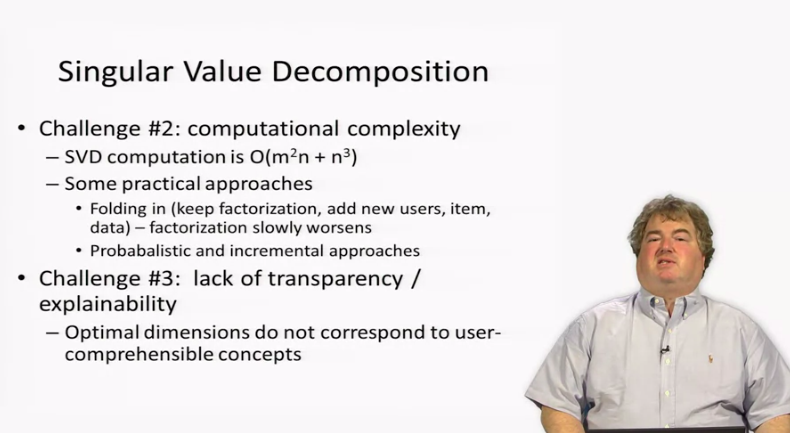 Singular Value Decomposition
• Challenge #2: computational complexity
– SVD computation is O(m²n + n³)
– Some practical approaches
• Folding in (keep factorization, add new users, item,
data) – factorization slowly worsens
• Probabalistic and incremental approaches
• Challenge #3: lack of transparency /
explainability
– Optimal dimensions do not correspond to user-
comprehensible concepts